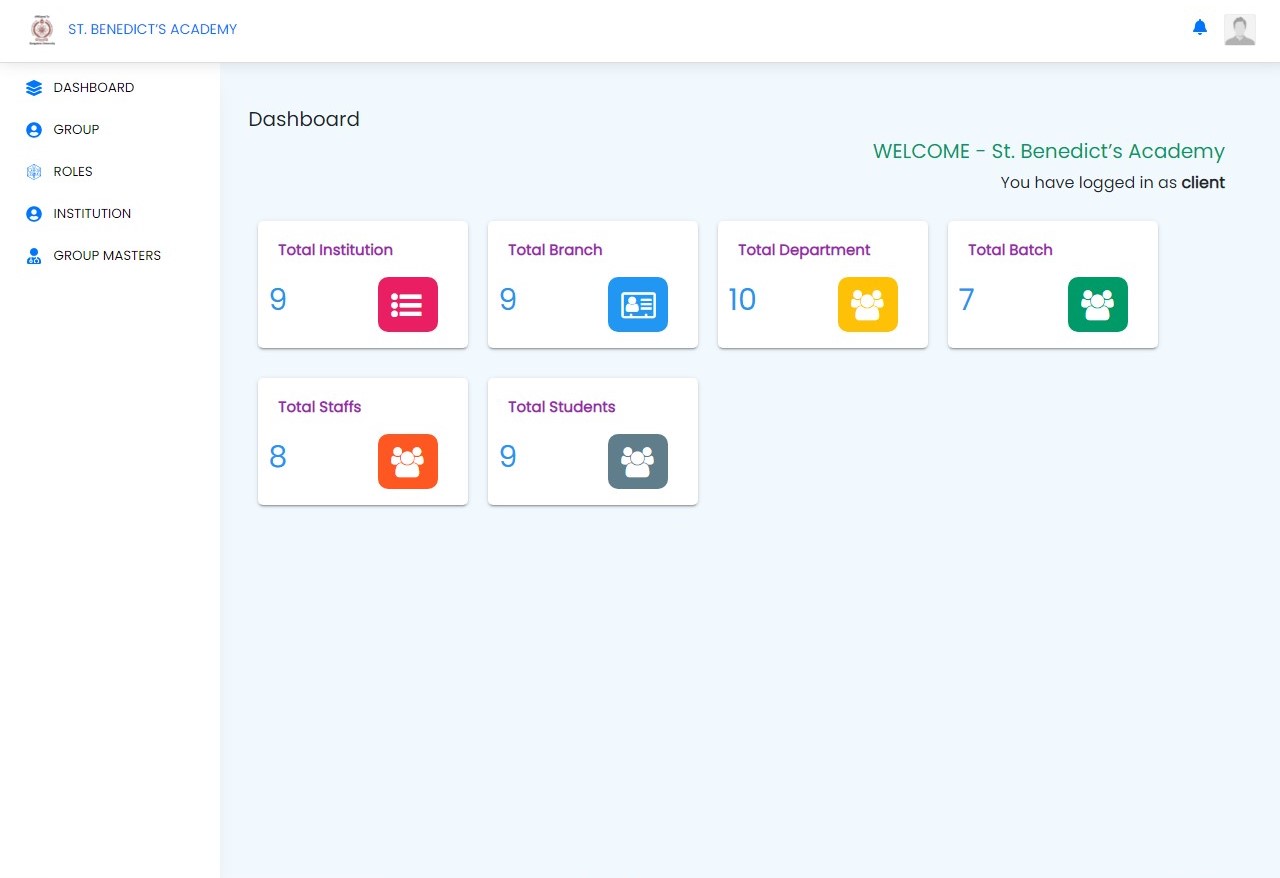 ST. BENEDICT’S ACADEMY
DASHBOARD
GROUP
ROLES
INSTITUTION
GROUP MASTERS
Dashboard
WELCOME - St. Benedict’s Academy
You have logged in as client
Total Institution
9
Total Branch
9
Total Department
10
Total Batch
7
Total Staffs
8
Total Students
9